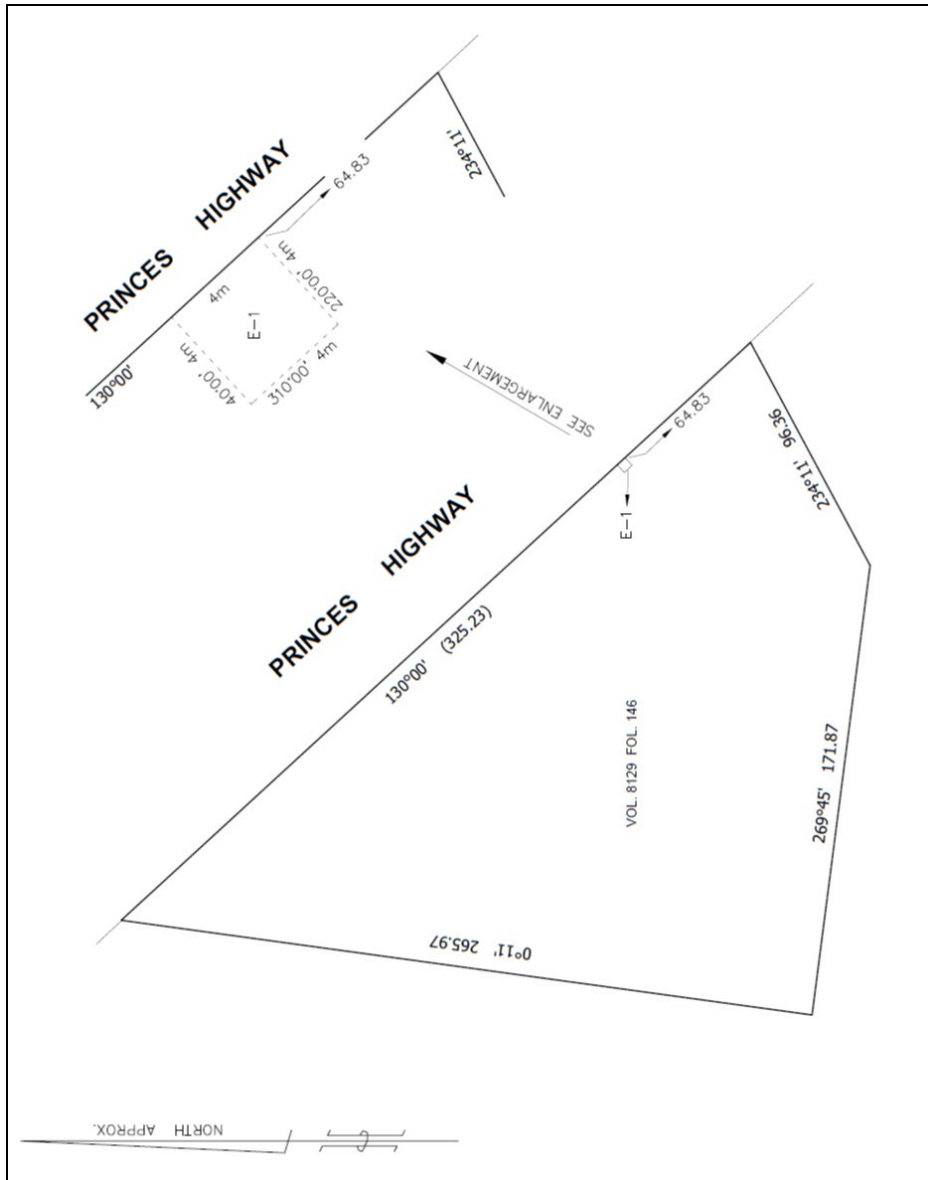 PRINCES HIGHWAY
130°00'
4m
64.83
234°11'
40°00' 4m
E-1
220°00' 4m
310°00' 4m
SEE ENLARGEMENT
PRINCES HIGHWAY
130°00' (325.23)
64.83
E-1
234°11' 96.36
VOL. 8129 FOL. 146
269°45' 171.87
0°11' 265.97
NORTH
APPROX.